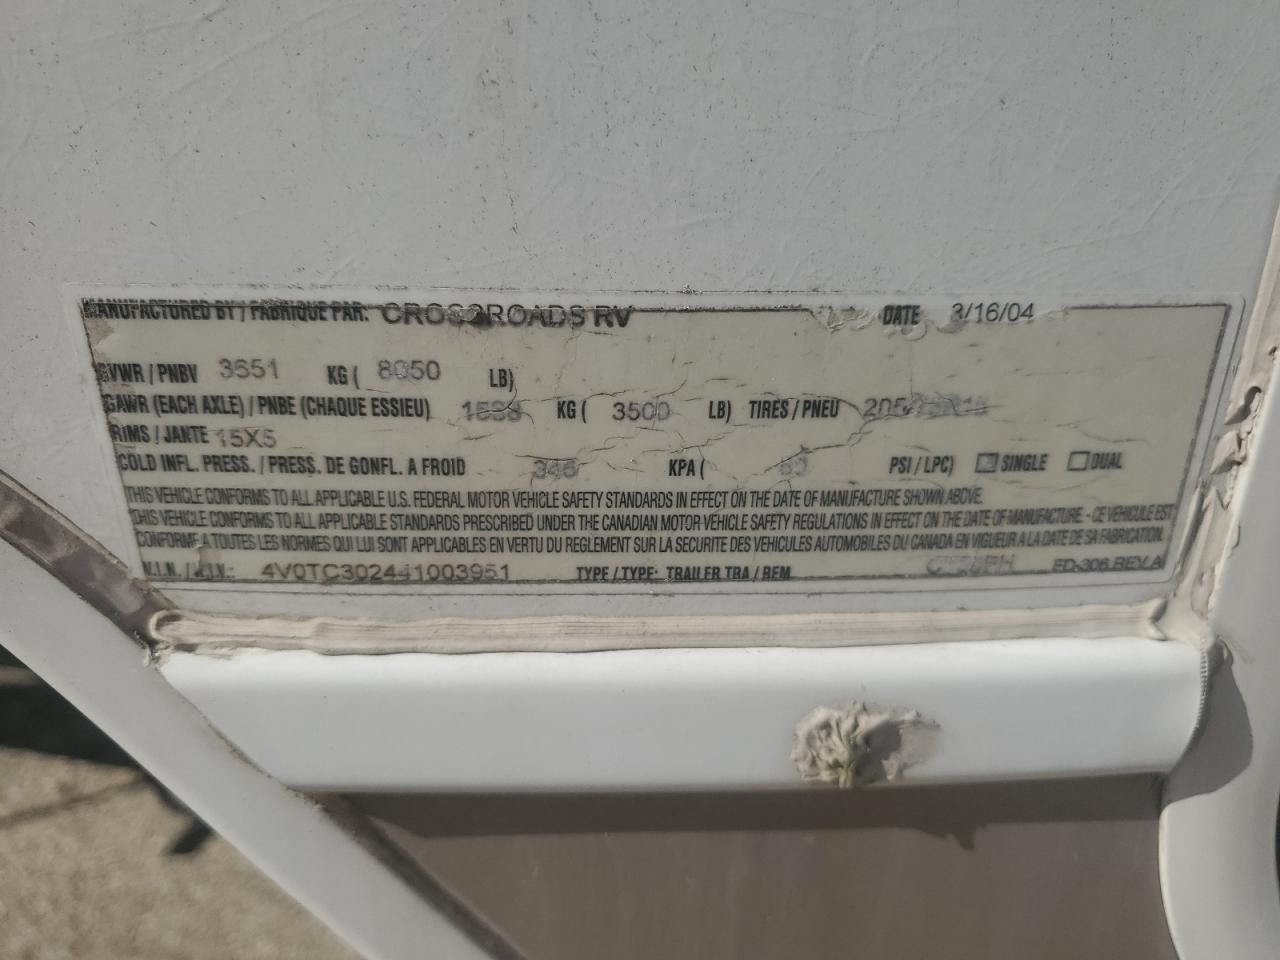 MANUFACTURED BY / FABRIQUE PAR: CROSSROADS RV DATE 3/16/04
GVWR / PNBV 3651 KG ( 8050 LB)
GAWR (EACH AXLE) / PNBE (CHAQUE ESSIEU) 1588 KG ( 3500 LB) TIRES / PNEU
RIMS / JANTE 15X5
COLD INFL. PRESS. / PRESS. DE GONFL. A FROID 345 KPA ( PSI / LPC) SINGLE DUAL
THIS VEHICLE CONFORMS TO ALL APPLICABLE U.S. FEDERAL MOTOR VEHICLE SAFETY STANDARDS IN EFFECT ON THE DATE OF MANUFACTURE SHOWN ABOVE.
THIS VEHICLE CONFORMS TO ALL APPLICABLE STANDARDS PRESCRIBED UNDER THE CANADIAN MOTOR VEHICLE SAFETY REGULATIONS IN EFFECT ON THE DATE OF MANUFACTURE. - CE VEHICULE EST
CONFORME A TOUTES LES NORMES QUI LUI SONT APPLICABLES EN VERTU DU REGLEMENT SUR LA SECURITE DES VEHICULES AUTOMOBILES DU CANADA EN VIGUEUR A LA DATE DE SA FABRICATION.
V.I.N. / V.I.N.: 4V0TC302441003951 TYPE / TYPE: TRAILER TRA / REM ED-306 REV A